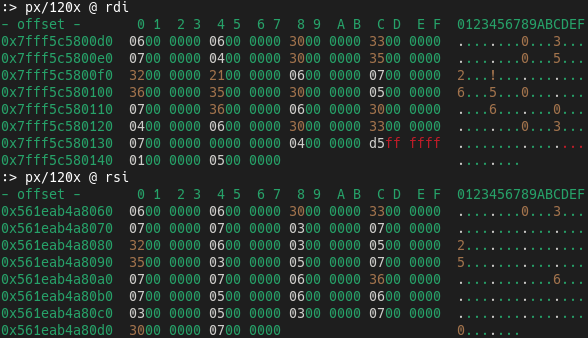 :> px/120x @ rdi
- offset -   0 1  2 3  4 5  6 7  8 9  A B  C D  E F  0123456789ABCDEF
0x7fff5c5800d0  0600 0000 0600 0000 3000 0000 3300 0000  ........0...3...
0x7fff5c5800e0  0700 0000 0400 0000 3000 0000 3500 0000  ........0...5...
0x7fff5c5800f0  3200 0000 2100 0000 0600 0000 0700 0000  2...!...........
0x7fff5c580100  3600 0000 3500 0000 3000 0000 0500 0000  6...5...0.......
0x7fff5c580110  0700 0000 3600 0000 0600 0000 3000 0000  ....6.......0...
0x7fff5c580120  0400 0000 0600 0000 3000 0000 3300 0000  ........0...3...
0x7fff5c580130  0700 0000 0000 0000 0400 0000 d5ff ffff  ................
0x7fff5c580140  0100 0000 0500 0000  ........
:> px/120x @ rsi
- offset -   0 1  2 3  4 5  6 7  8 9  A B  C D  E F  0123456789ABCDEF
0x561eab4a8060  0600 0000 0600 0000 3000 0000 3300 0000  ........0...3...
0x561eab4a8070  0700 0000 0700 0000 0300 0000 0700 0000  ................
0x561eab4a8080  3200 0000 0600 0000 0300 0000 0500 0000  2...............
0x561eab4a8090  3500 0000 0300 0000 0500 0000 0700 0000  5...............
0x561eab4a80a0  0700 0000 0700 0000 0600 0000 3600 0000  ............6...
0x561eab4a80b0  0700 0000 0500 0000 0600 0000 0600 0000  ................
0x561eab4a80c0  0300 0000 0500 0000 0300 0000 0700 0000  ................
0x561eab4a80d0  3000 0000 0700 0000  0.......